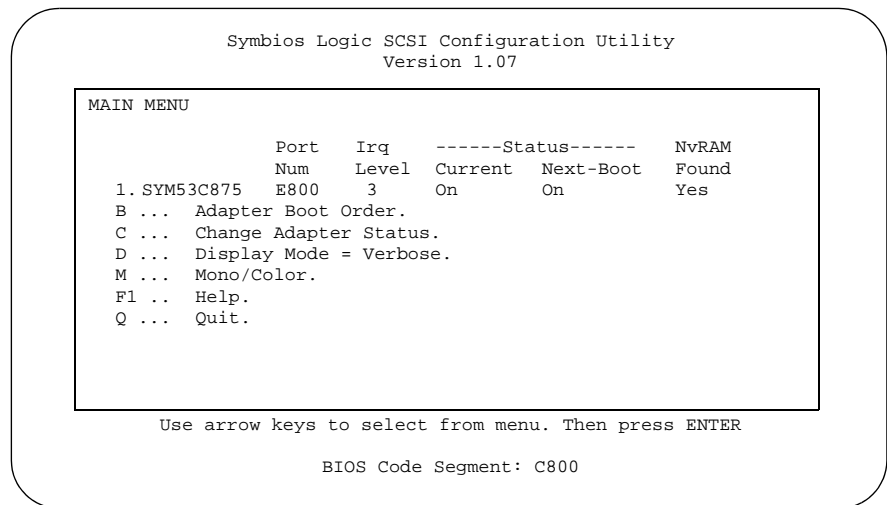 Symbios Logic SCSI Configuration Utility
Version 1.07
MAIN MENU
Port Irq ------Status------ NvRAM
Num Level Current Next-Boot Found
1. SYM53C875 E800 3 On On Yes
B ... Adapter Boot Order.
C ... Change Adapter Status.
D ... Display Mode = Verbose.
M ... Mono/Color.
F1 .. Help.
Q ... Quit.
Use arrow keys to select from menu. Then press ENTER
BIOS Code Segment: C800